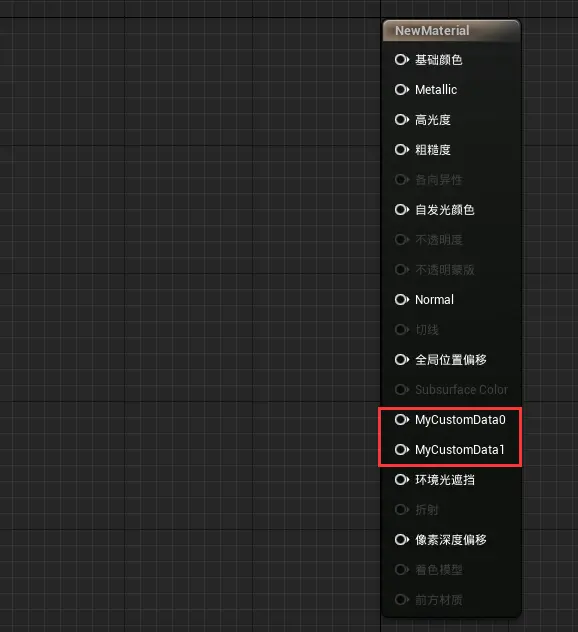 NewMaterial
基础颜色
Metallic
高光度
粗糙度
各向异性
自发光颜色
不透明度
不透明蒙版
Normal
切线
全局位置偏移
Subsurface Color
MyCustomData0
MyCustomData1
环境光遮挡
折射
像素深度偏移
着色模型
前方材质